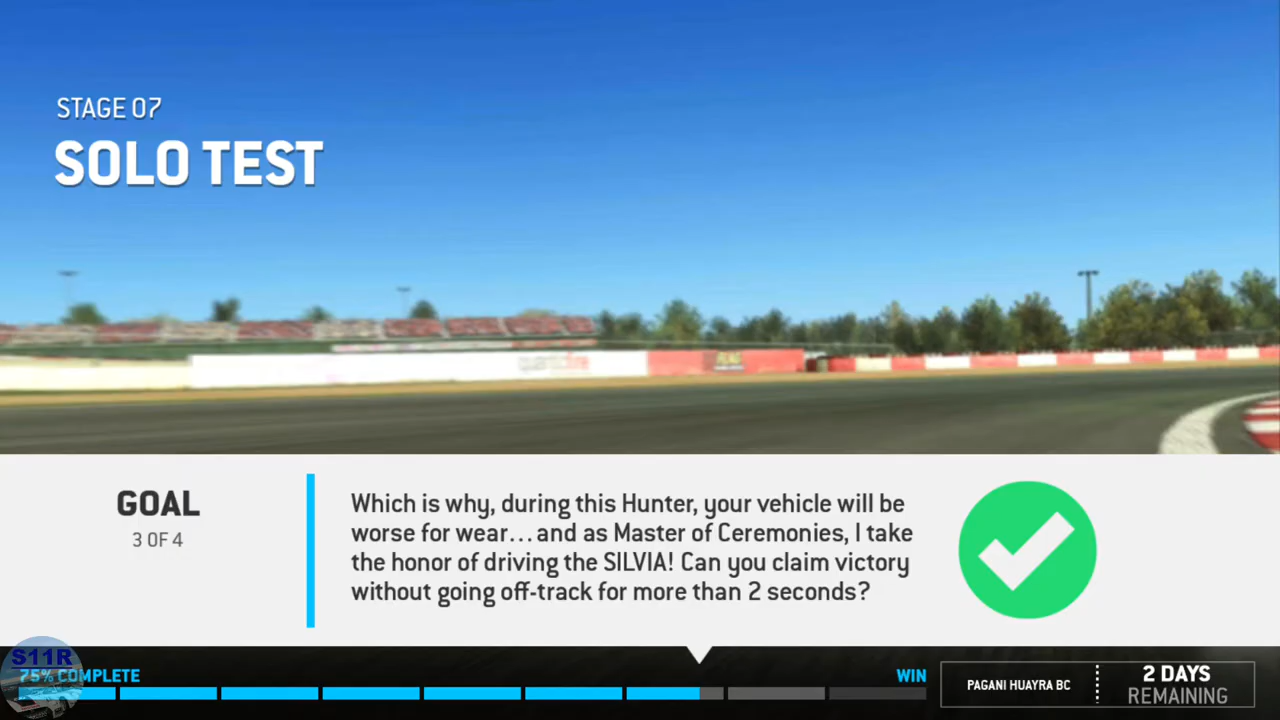 STAGE 07
SOLO TEST
GOAL
3 OF 4
Which is why, during this Hunter, your vehicle will be
worse for wear...and as Master of Ceremonies, I take
the honor of driving the SILVIA! Can you claim victory
without going off-track for more than 2 seconds?
S11R
75% COMPLETE
WIN
PAGANI HUAYRA BC
2 DAYS
REMAINING